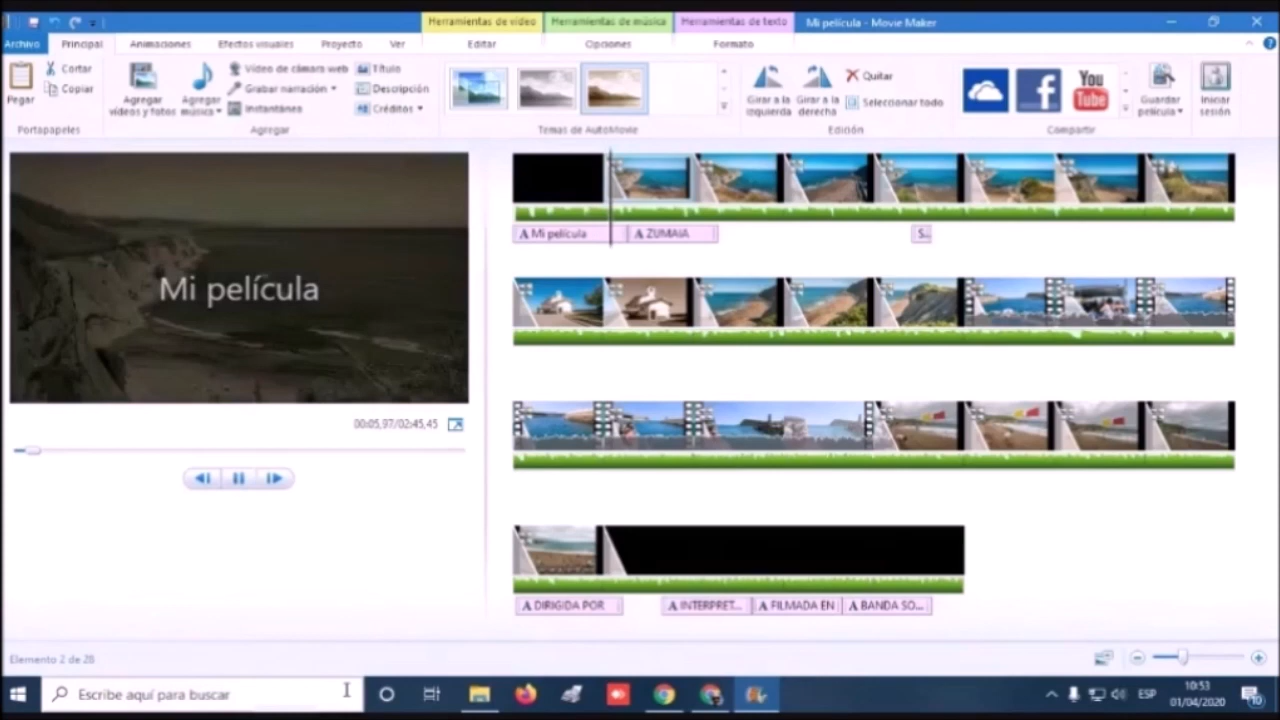 Herramientas de vídeo Herramientas de música Herramientas de texto Mi película - Movie Maker
Archivo Principal Animaciones Efectos visuales Proyecto Ver Editar Opciones Formato
Pegar
Cortar
Copiar
Portapapeles
Agregar vídeos y fotos
Agregar música
Vídeo de cámara web
Grabar narración
Instantánea
Título
Descripción
Créditos
Agregar
Temas de AutoMovie
Girar a la izquierda
Girar a la derecha
Quitar
Seleccionar todo
Edición
You
Tube
Compartir
Guardar película
Iniciar sesión
Mi película
00:05,97/02:45,45
A Mi película
A ZUMAIA
S...
A DIRIGIDA POR
A INTERPRET...
A FILMADA EN
A BANDA SO...
Elemento 2 de 28
Escribe aquí para buscar
ESP
10:53
01/04/2020
10